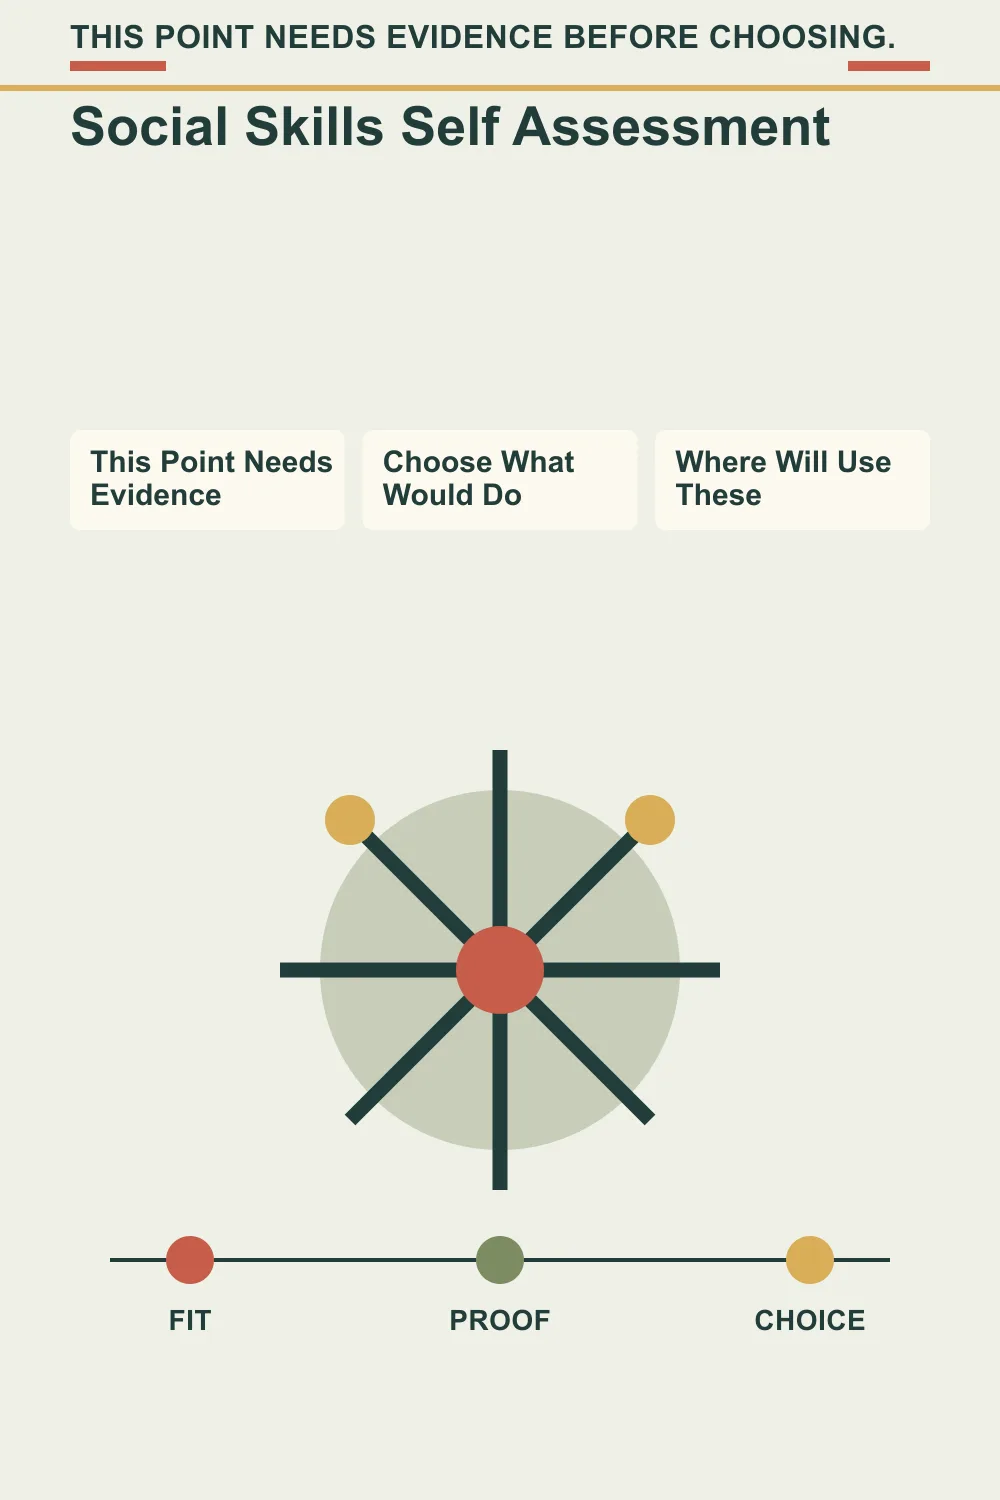 THIS POINT NEEDS EVIDENCE BEFORE CHOOSING.
Social Skills Self Assessment
This Point Needs
Evidence
Choose What
Would Do
Where Will Use
These
FIT
PROOF
CHOICE